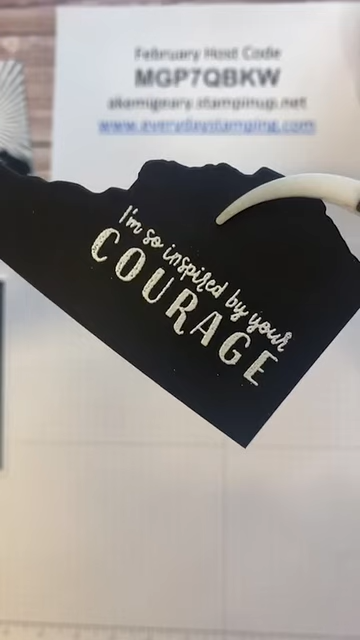 February Host Code
MGP7QBKW
akemigeary.stampinup.net
www.everydaystamping.com
I'm so inspired by your
COURAGE